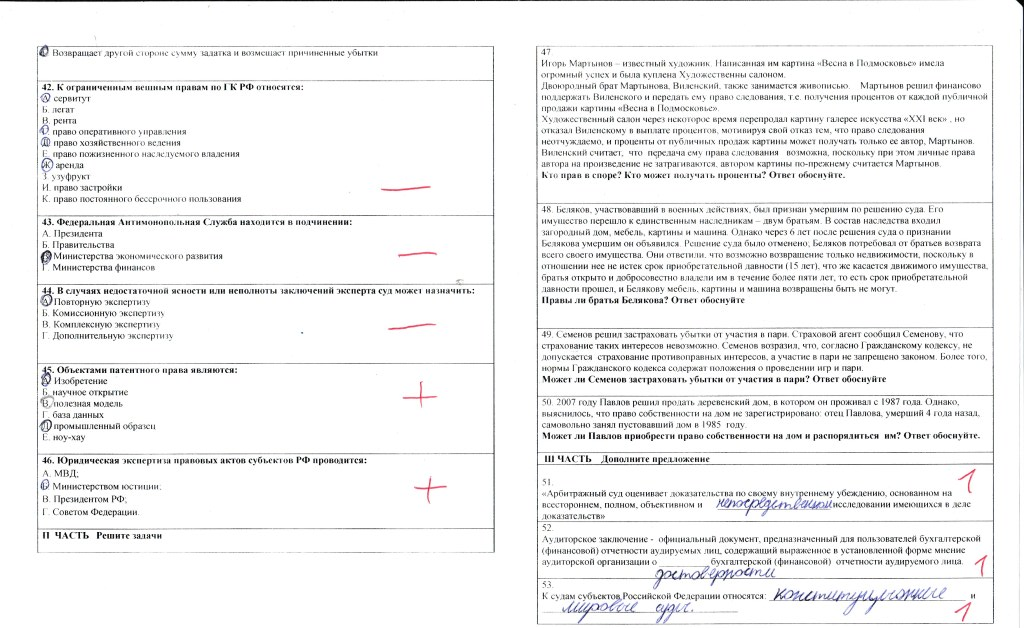 Д Возвращает другой стороне сумму задатка и возмещает причиненные убытки
42. К ограниченным вещным правам по ГК РФ относятся:
А. сервитут
Б. легат
В. рента
Г. право оперативного управления
Д. право хозяйственного ведения
Е. право пожизненного наследуемого владения
Ж. аренда
З узуфрукт
И. право застройки
К. право постоянного бессрочного пользования
43. Федеральная Антимонопольная Служба находится в подчинении:
А. Президента
Б. Правительства
В Министерства экономического развития
Г. Министерства финансов
44. В случаях недостаточной ясности или неполноты заключений эксперта суд может назначить:
А Повторную экспертизу
Б. Комиссионную экспертизу
В. Комплексную экспертизу
Г. Дополнительную экспертизу
45. Объектами патентного права являются:
А. Изобретение
Б. научное открытие
В. полезная модель
Г. база данных
Д промышленный образец
Е. ноу-хау
46. Юридическая экспертиза правовых актов субъектов РФ проводится:
А. МВД;
Б Министерством юстиции;
В. Президентом РФ;
Г. Советом Федерации.
II ЧАСТЬ Решите задачи
47
Игорь Мартынов – известный художник. Написанная им картина «Весна в Подмосковье» имела
огромный успех и была куплена Художественны салоном.
Двоюродный брат Мартынова, Виленский, также занимается живописью. Мартынов решил финансово
поддержать Виленского и передать ему право следования, т.е. получения процентов от каждой публичной
продажи картины «Весна в Подмосковье».
Художественный салон через некоторое время перепродал картину галерее искусства «XXI век» , но
отказал Виленскому в выплате процентов, мотивируя свой отказ тем, что право следования
неотчуждаемо, и проценты от публичных продаж картины может получать только ее автор, Мартынов.
Виленский считает, что передача ему права следования возможна, поскольку при этом личные права
автора на произведение не затрагиваются, автором картины по-прежнему считается Мартынов.
Кто прав в споре? Кто может получать проценты? Ответ обоснуйте.
48. Беляков, участвовавший в военных действиях, был признан умершим по решению суда. Его
имущество перешло к единственным наследникам – двум братьям. В состав наследства входил
загородный дом, мебель, картины и машина. Однако через 6 лет после решения суда о признании
Белякова умершим он объявился. Решение суда было отменено; Беляков потребовал от братьев возврата
всего своего имущества. Они ответили, что возможно возвращение только недвижимости, поскольку в
отношении нее не истек срок приобретательной давности (15 лет), что же касается движимого имущества,
братья открыто и добросовестно владели им в течение более пяти лет, то есть срок приобретательной
давности прошел, и Белякову мебель, картины и машина возвращены быть не могут.
Правы ли братья Белякова? Ответ обоснуйте
49. Семенов решил застраховать убытки от участия в пари. Страховой агент сообщил Семенову, что
страхование таких интересов невозможно. Семенов возразил, что, согласно Гражданскому кодексу, не
допускается страхование противоправных интересов, а участие в пари не запрещено законом. Более того,
нормы Гражданского кодекса содержат положения о проведении игр и пари.
Может ли Семенов застраховать убытки от участия в пари? Ответ обоснуйте
50. 2007 году Павлов решил продать деревенский дом, в котором он проживал с 1987 года. Однако,
выяснилось, что право собственности на дом не зарегистрировано: отец Павлова, умерший 4 года назад,
самовольно занял пустовавший дом в 1985 году.
Может ли Павлов приобрести право собственности на дом и распорядиться им? Ответ обоснуйте.
III ЧАСТЬ Дополните предложение
51. 1
«Арбитражный суд оценивает доказательства по своему внутреннему убеждению, основанном на
всестороннем, полном, объективном и непосредственном исследовании имеющихся в деле
доказательств»
52.
Аудиторское заключение - официальный документ, предназначенный для пользователей бухгалтерской
(финансовой) отчетности аудируемых лиц, содержащий выраженное в установленной форме мнение
аудиторской организации о ________ бухгалтерской (финансовой) отчетности аудируемого лица. 1
достоверности
53.
К судам субъектов Российской Федерации относятся: конституционные и
мировые суды. 1